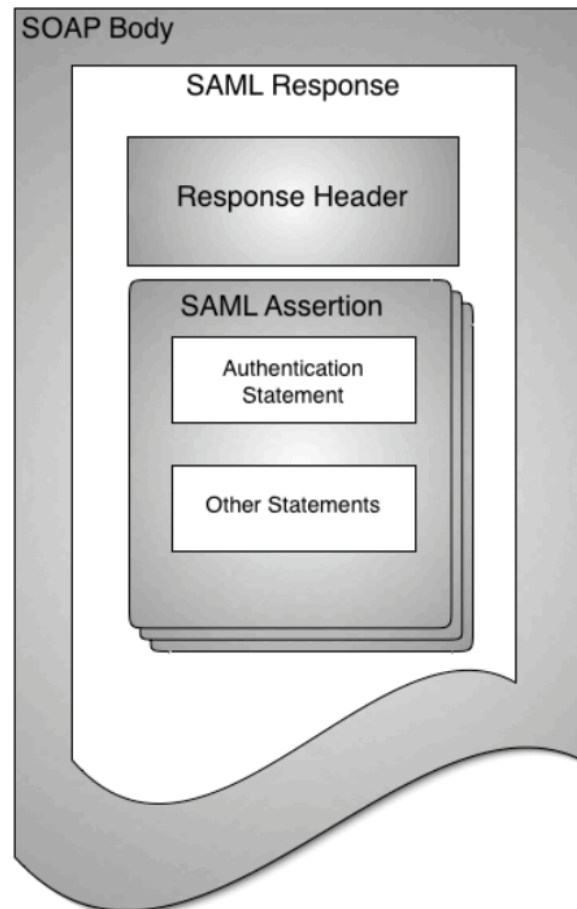 SOAP Body
SAML Response
Response Header
SAML Assertion
Authentication
Statement
Other Statements